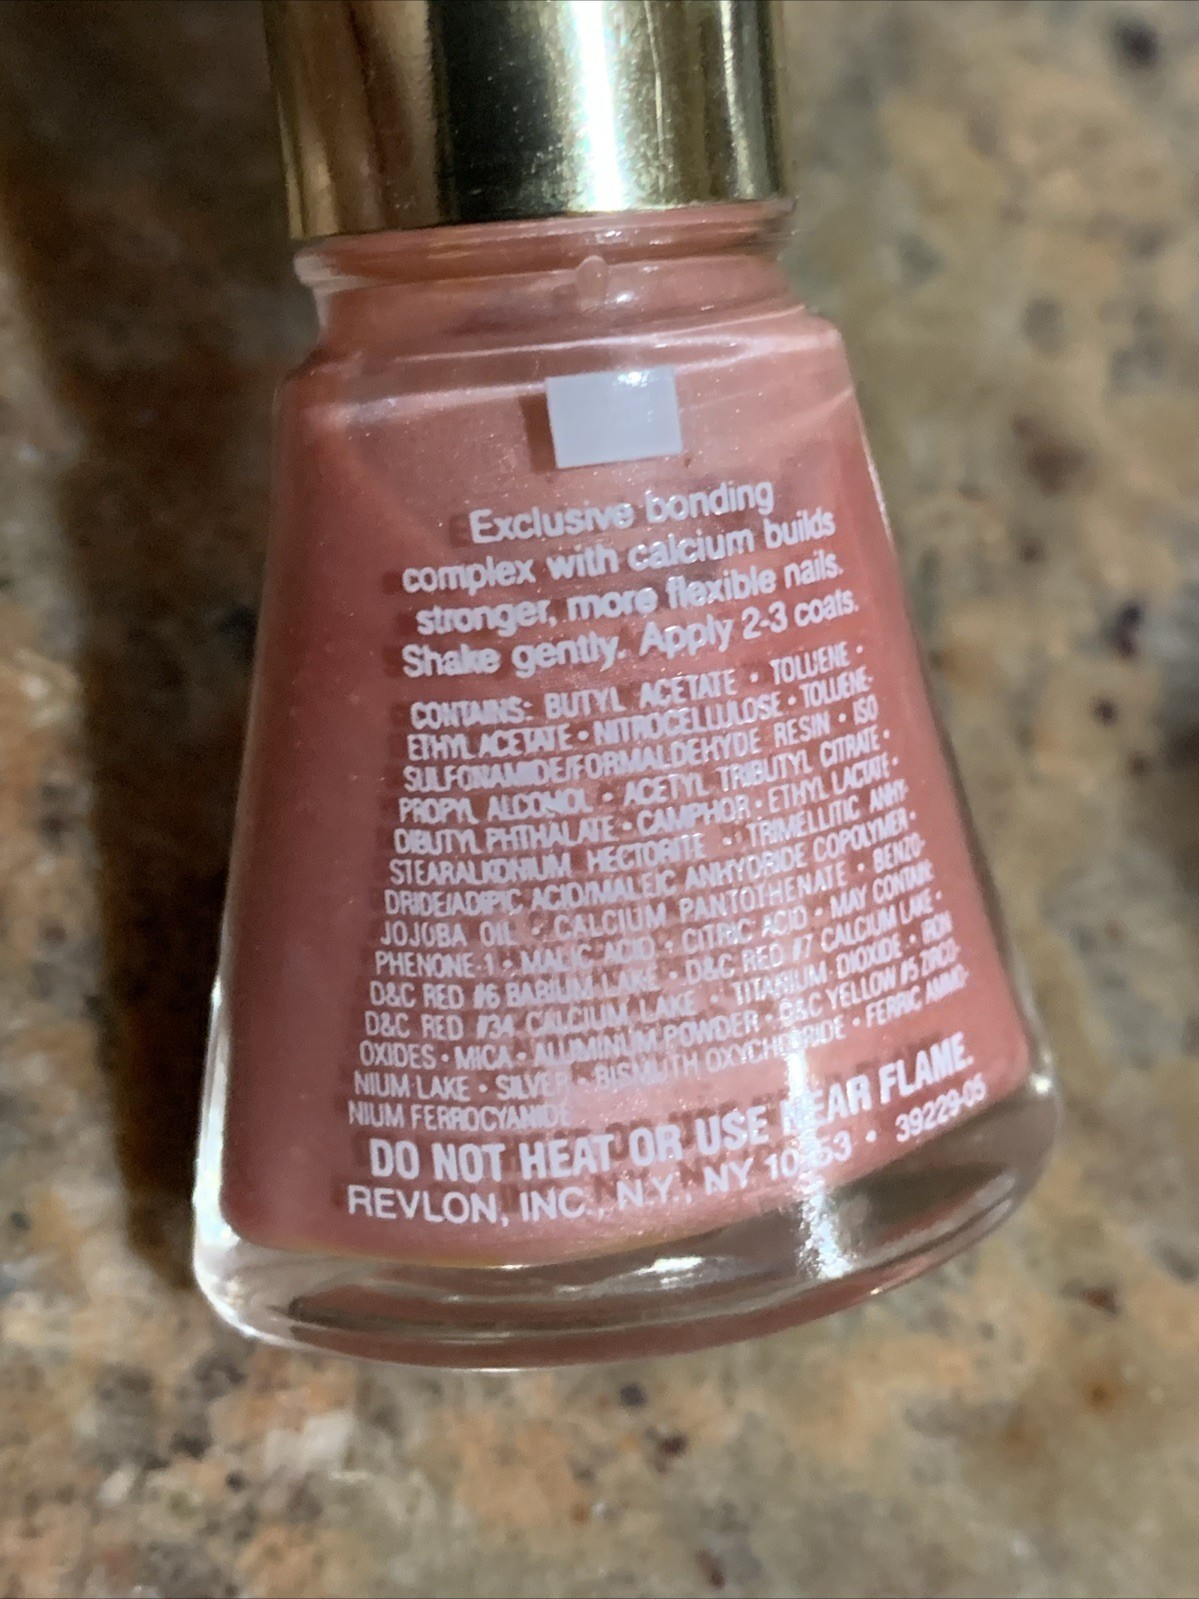 Exclusive bonding
complex with calcium builds
stronger, more flexible nails.
Shake gently. Apply 2-3 coats.
CONTAINS: BUTYL ACETATE • TOLUENE •
ETHYL ACETATE • NITROCELLULOSE • TOLUENE-
SULFONAMIDE/FORMALDEHYDE RESIN • ISO
PROPYL ALCOHOL • ACETYL TRIBUTYL CITRATE •
DIBUTYL PHTHALATE • CAMPHOR • ETHYL LACTATE •
STEARALKONIUM HECTORITE • TRIMELLITIC ANHY-
DRIDE/ADIPIC ACID/MALEIC ANHYDRIDE COPOLYMER •
JOJOBA OIL • CALCIUM PANTOTHENATE • BENZO-
PHENONE-1 • MALIC ACID • CITRIC ACID • MAY CONTAIN:
D&C RED #6 BARIUM LAKE • D&C RED #7 CALCIUM LAKE •
D&C RED #34 CALCIUM LAKE • TITANIUM DIOXIDE • IRON
OXIDES • MICA • ALUMINUM POWDER • D&C YELLOW #5 ZIRCO-
NIUM LAKE • SILVER • BISMUTH OXYCHLORIDE • FERRIC AMMO-
NIUM FERROCYANIDE
DO NOT HEAT OR USE NEAR FLAME.
REVLON, INC., N.Y., NY 10153 • 39229-05